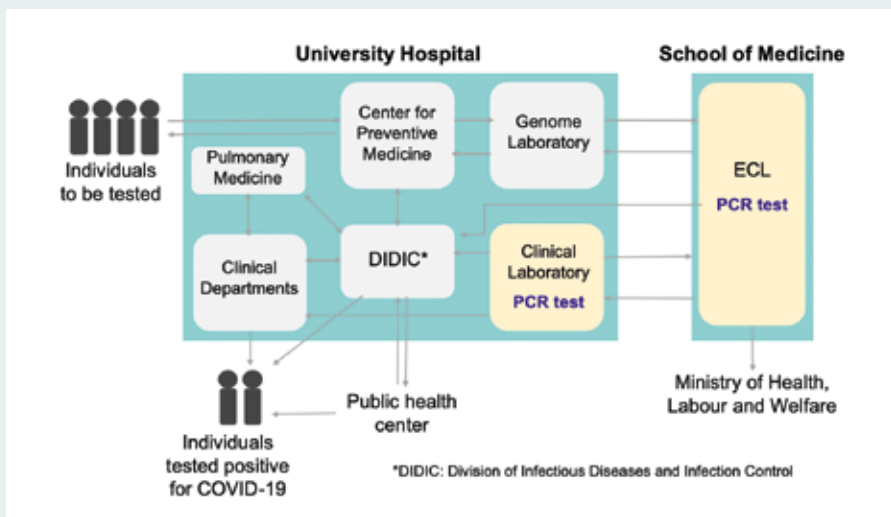 University Hospital
School of Medicine
Individuals
to be tested
Center for
Preventive
Medicine
Genome
Laboratory
Pulmonary
Medicine
ECL
PCR test
Clinical
Departments
DIDIC*
Clinical
Laboratory
PCR test
Individuals
tested positive
for COVID-19
Public health
center
Ministry of Health,
Labour and Welfare
*DIDIC: Division of Infectious Diseases and Infection Control